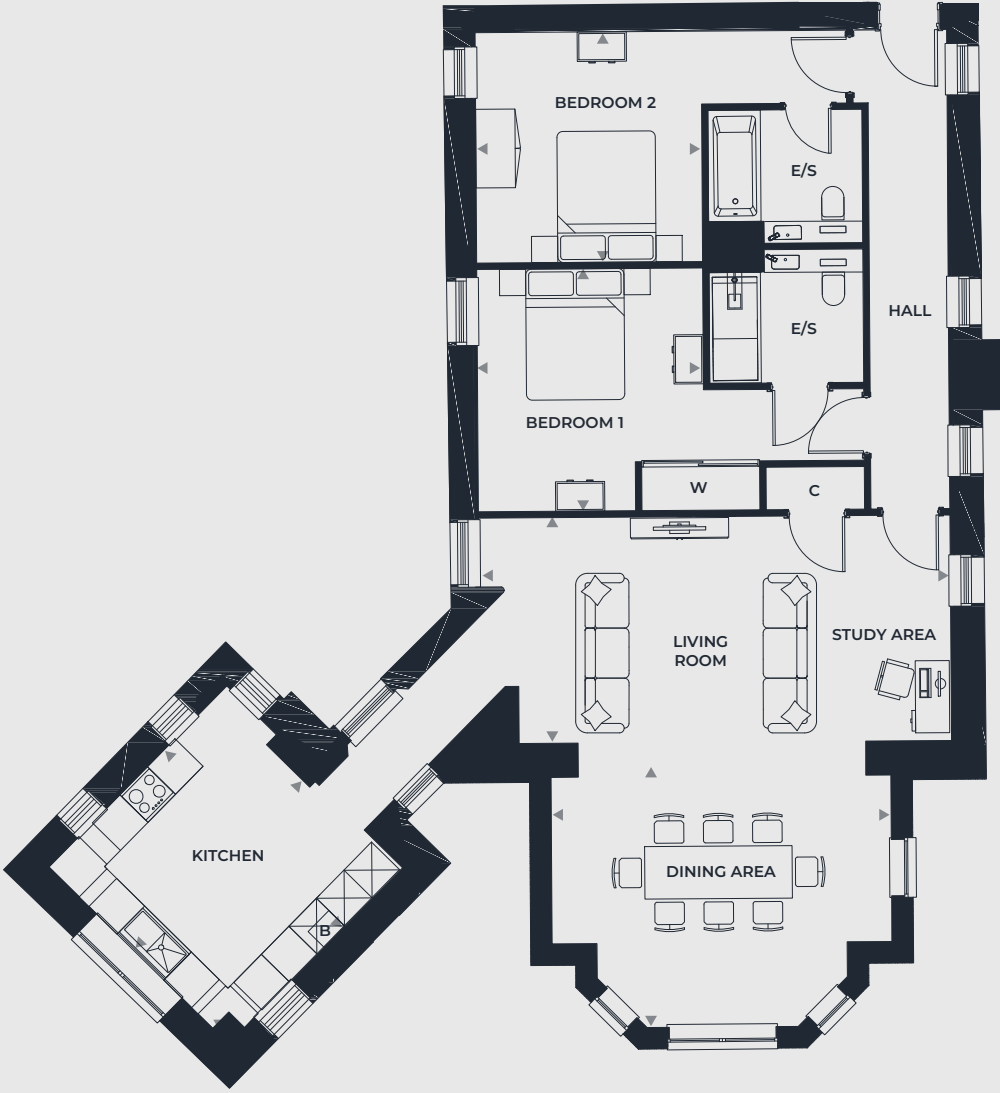 BEDROOM 2
E/S
HALL
E/S
BEDROOM 1
W
C
STUDY AREA
LIVING
ROOM
KITCHEN
DINING AREA
B